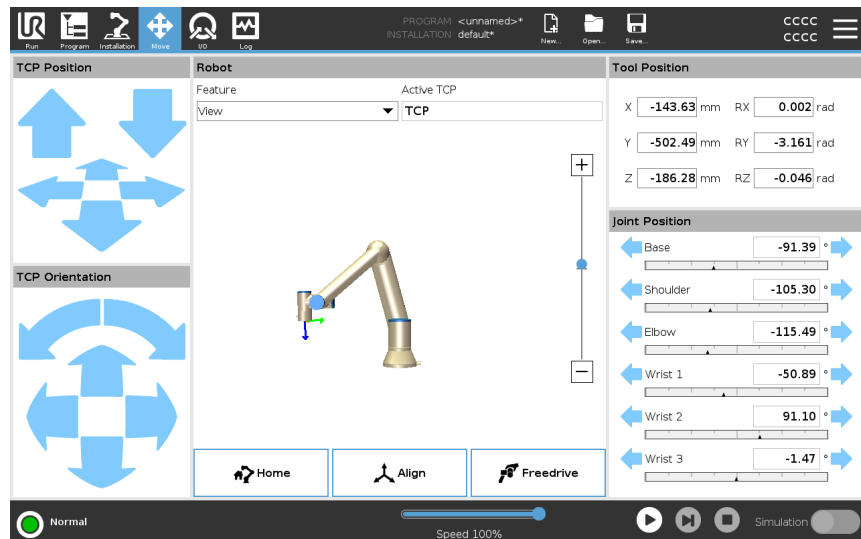 UR
Run
Program
Installation
Move
I/O
Log
PROGRAM <unnamed>*
INSTALLATION default*
New...
Open...
Save...
CCCC
CCCC
TCP Position
Robot
Tool Position
Feature
Active TCP
View
TCP
X -143.63 mm RX 0.002 rad
Y -502.49 mm RY -3.161 rad
Z -186.28 mm RZ -0.046 rad
Joint Position
Base -91.39 °
Shoulder -105.30 °
Elbow -115.49 °
Wrist 1 -50.89 °
Wrist 2 91.10 °
Wrist 3 -1.47 °
TCP Orientation
Home
Align
Freedrive
Normal
Speed 100%
Simulation